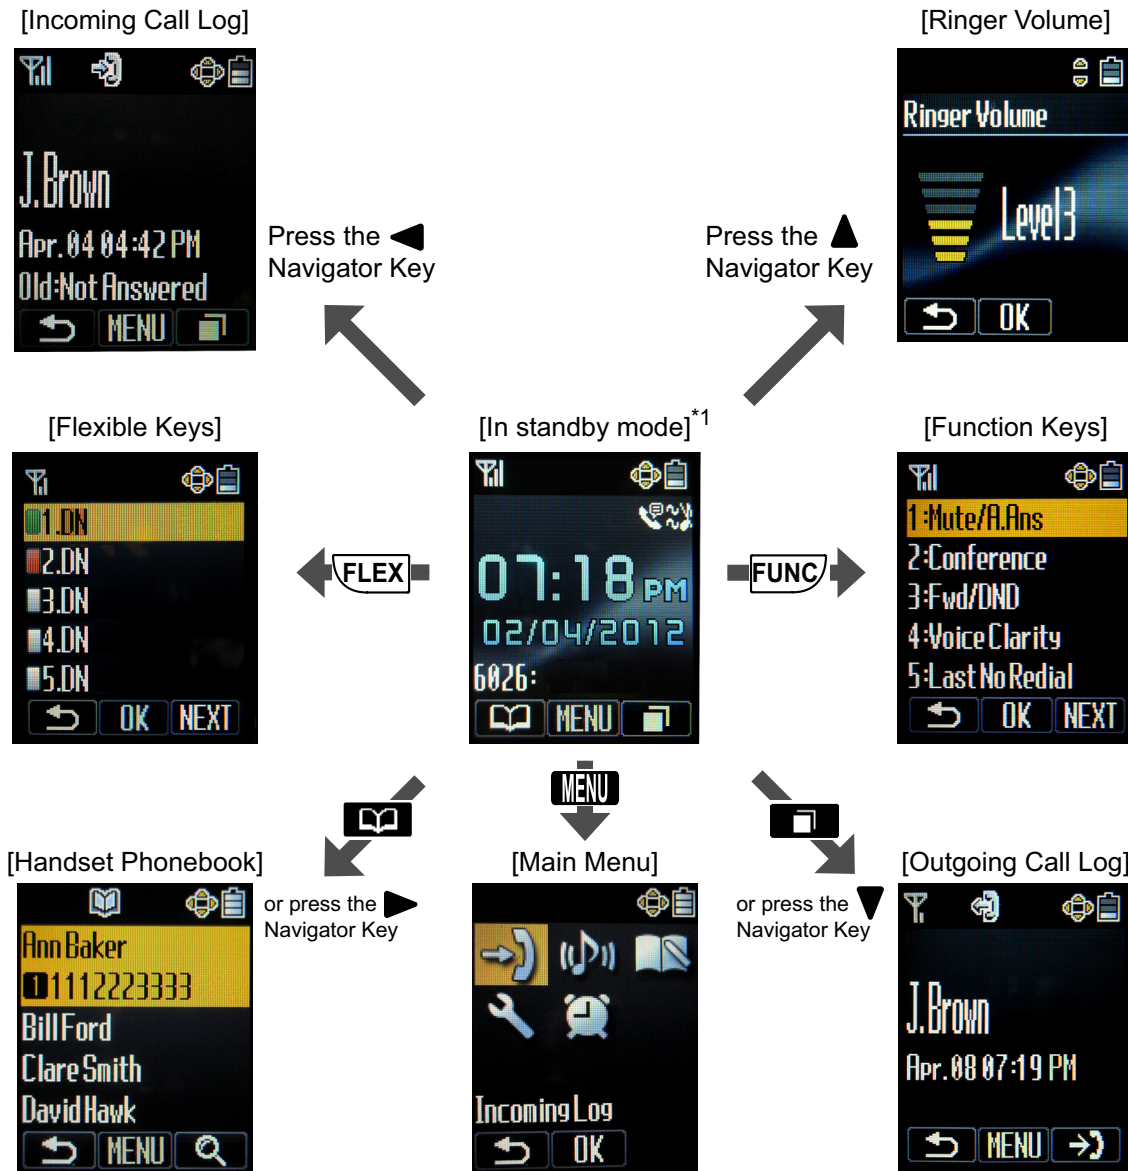 [Incoming Call Log]
J.Brown
Apr.04 04:42 PM
Old:Not Answered
MENU
Press the
Navigator Key
[Ringer Volume]
Ringer Volume
Level3
OK
Press the
Navigator Key
[Flexible Keys]
1.DN
2.DN
3.DN
4.DN
5.DN
OK
NEXT
FLEX
[In standby mode]*1
07:18 PM
02/04/2012
6026:
MENU
FUNC
[Function Keys]
1:Mute/A.Ans
2:Conference
3:Fwd/DND
4:Voice Clarity
5:Last No Redial
OK
NEXT
MENU
[Handset Phonebook]
Ann Baker
1 1112223333
Bill Ford
Clare Smith
David Hawk
MENU
or press the
Navigator Key
[Main Menu]
Incoming Log
OK
or press the
Navigator Key
[Outgoing Call Log]
J.Brown
Apr.08 07:19 PM
MENU